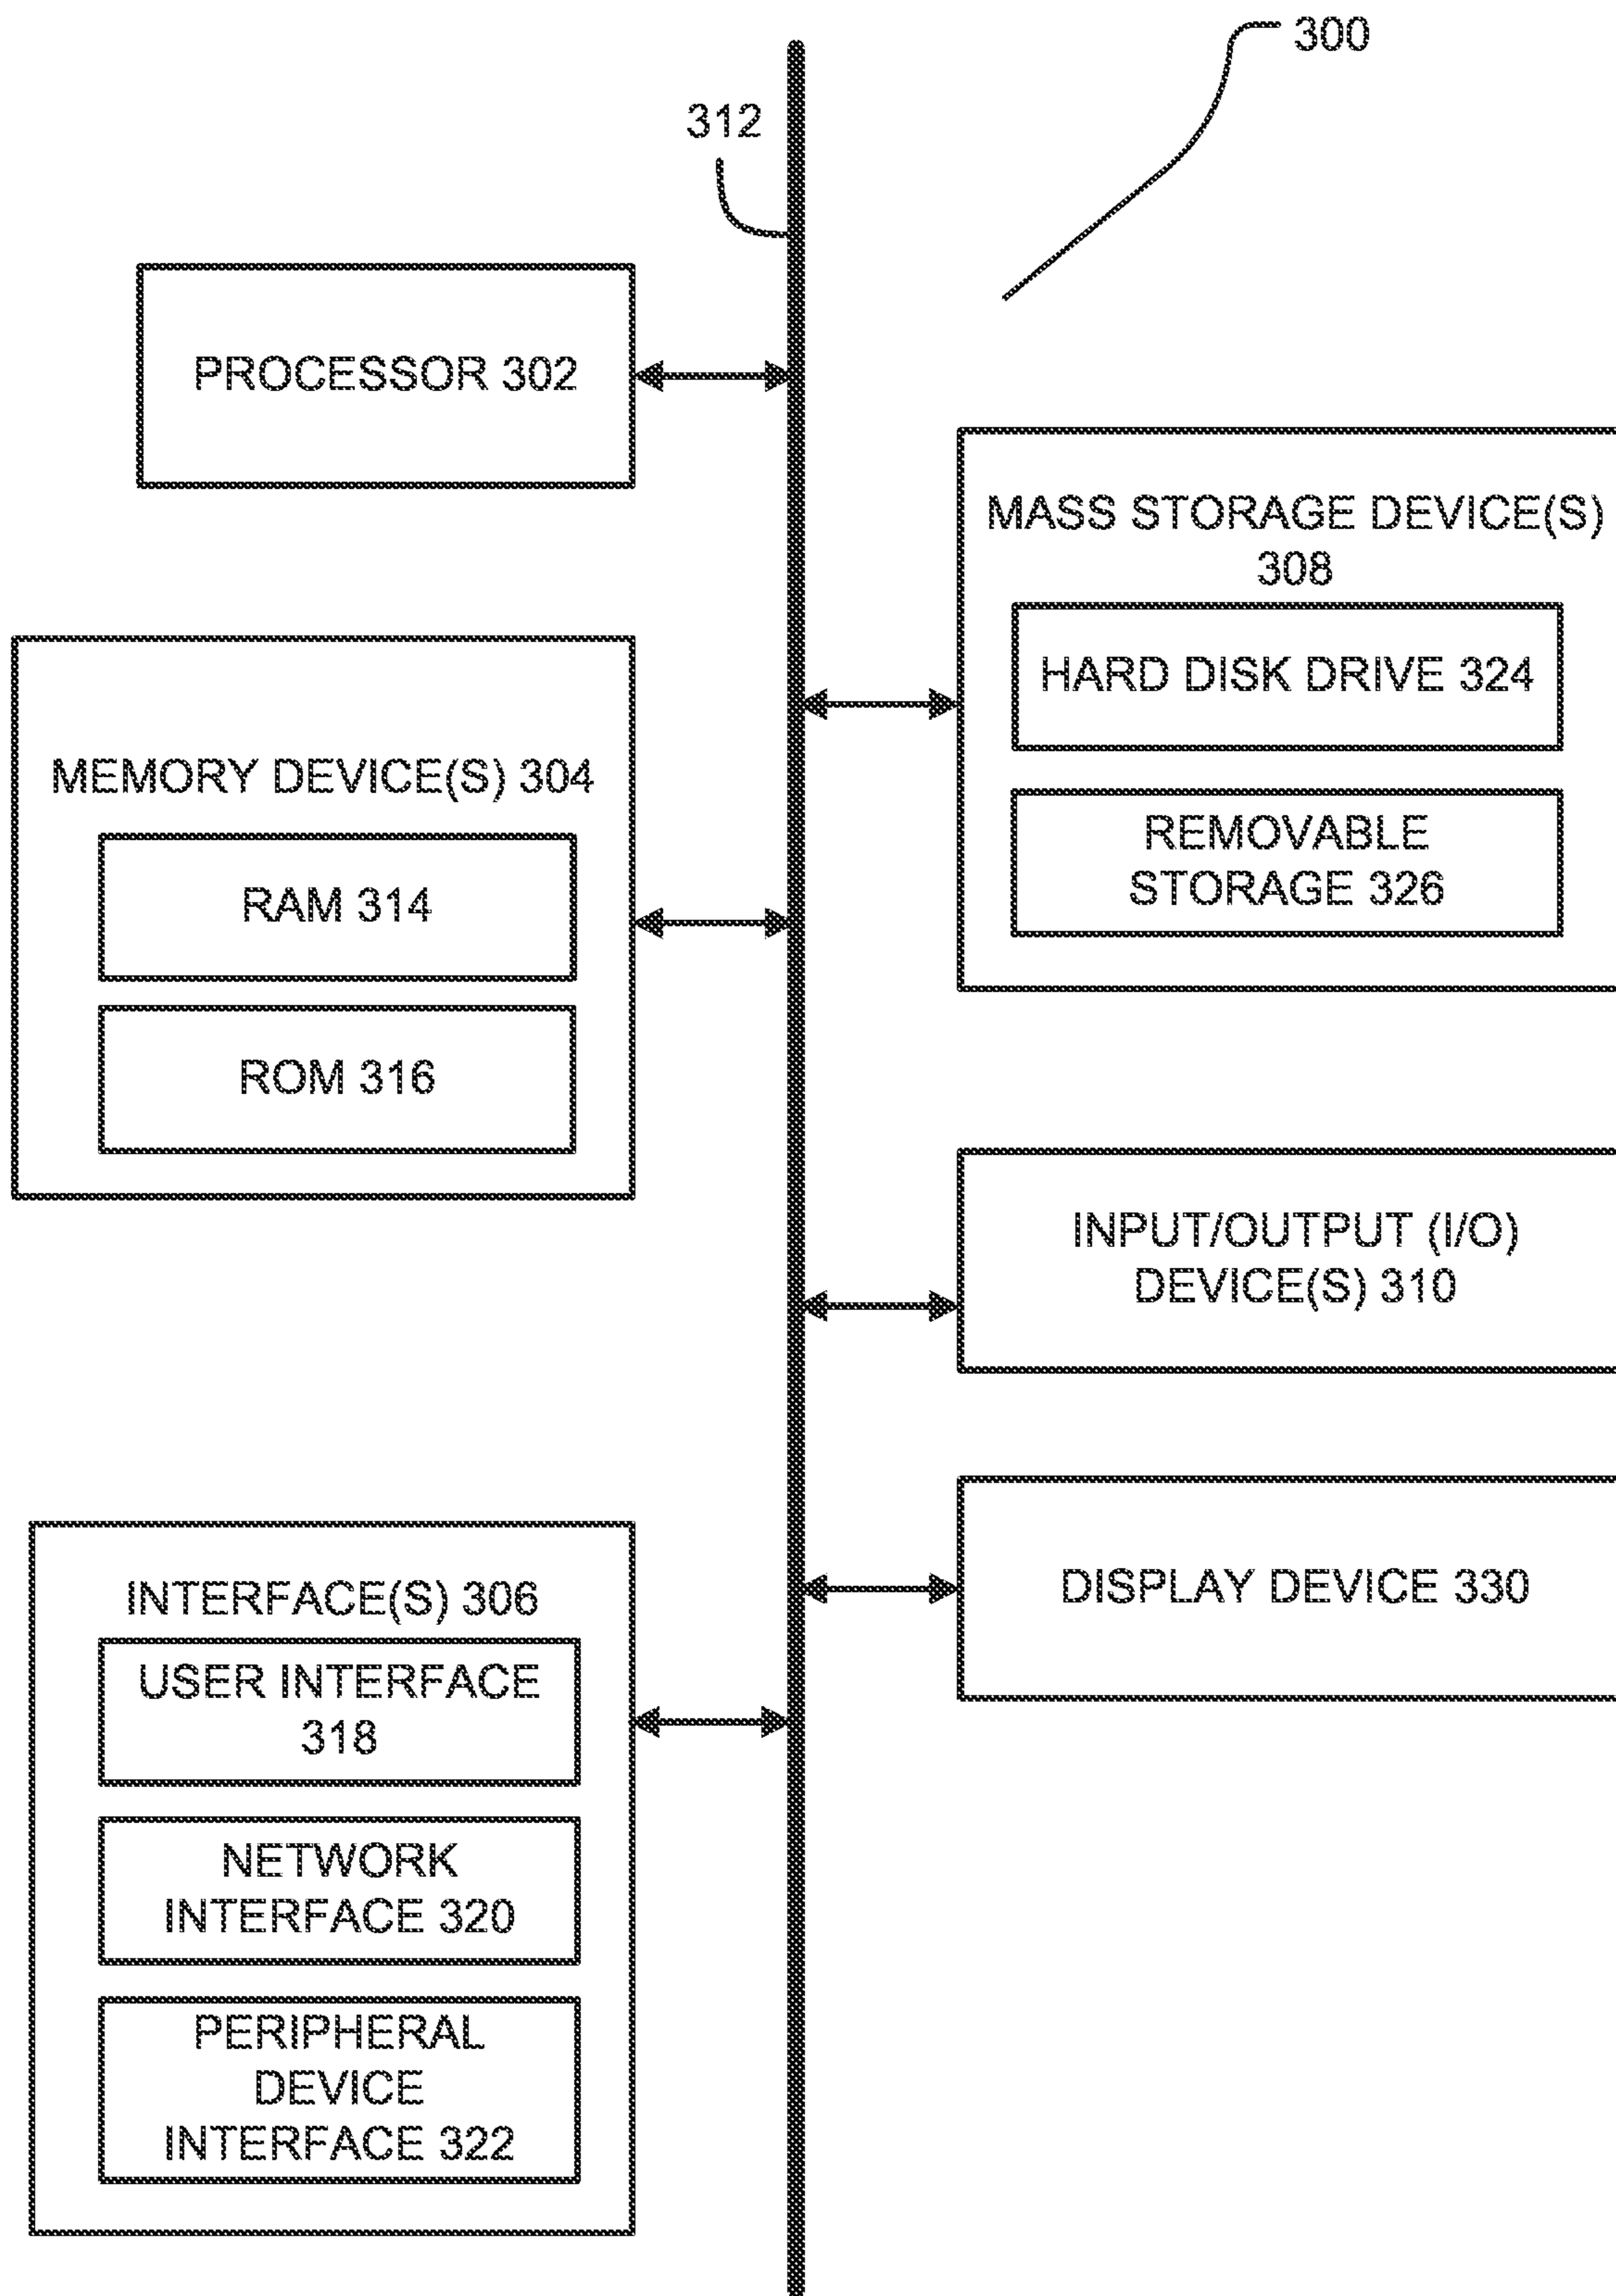 300
312
PROCESSOR 302
MASS STORAGE DEVICE(S)
308
HARD DISK DRIVE 324
REMOVABLE
STORAGE 326
MEMORY DEVICE(S) 304
RAM 314
ROM 316
INPUT/OUTPUT (I/O)
DEVICE(S) 310
DISPLAY DEVICE 330
INTERFACE(S) 306
USER INTERFACE
318
NETWORK
INTERFACE 320
PERIPHERAL
DEVICE
INTERFACE 322